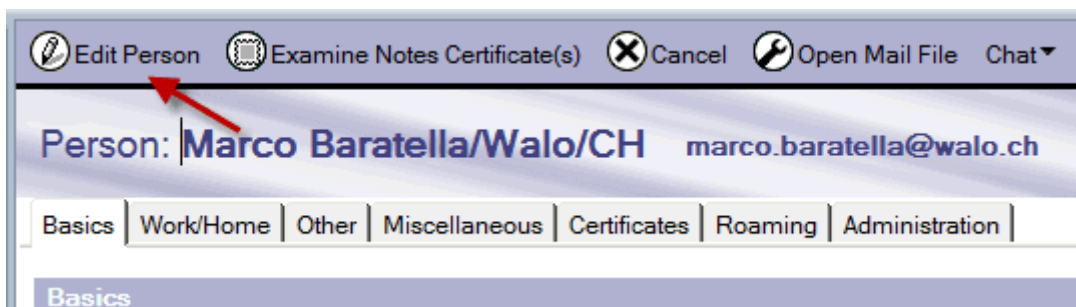 Edit Person Examine Notes Certificate(s) Cancel Open Mail File Chat
Person: Marco Baratella/Walo/CH marco.baratella@walo.ch
Basics Work/Home Other Miscellaneous Certificates Roaming Administration
Basics